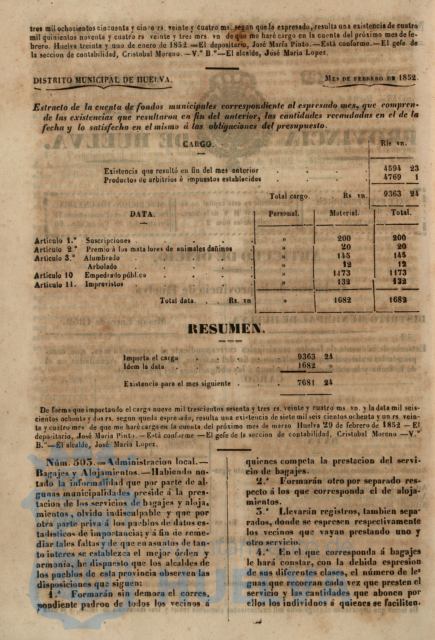 tres mil ochosientos cincuenta y cinco rs. veinte y cuatro ms. segun queda espresado, resulta una existencia de cuatro
mil quinientos noventa y cuatro rs veinte y tres mrs. vn de que me haré cargo en la cuenta del próximo mes de fe-
brero. Huelva treinta y uno de enero de 1852 —El depositario, José María Pinto.—Está conforme.—El gefe de
la seccion de contabilidad, Cristobal Moreno.—V.° B.°—El alcalde, José Maria Lopez.
DISTRITO MUNICIPAL DE HUELVA. MES DE FEBRERO DE 1852.
Estracto de la cuenta de fondos municipales correspondiente al espresado mes, que compren-
de las existencias que resultaron en fin del anterior, las cantidades recaudadas en el de la
fecha y lo satisfecho en el mismo á las obligaciones del presupuesto.
CARGO. Rls vn.
Existencia que resultó en fin del mes anterior . . . 4594 23
Productos de arbitrios é impuestos establecidos . . . 4769 1
Total cargo. Rs vn. 9363 24
DATA. Personal. Material. Total.
Artículo 1.° Suscripciones . . . . . » 200 200
Artículo 2.° Premio á los matadores de animales dañinos . » 20 20
Artículo 3.° Alumbrado . . . . . » 145 145
Arbolado . . . . . » 12 12
Artículo 10 Empedrado público . . . . . » 1173 1173
Artículo 11. Imprevistos . . . . . » 132 132
Total data. . Rs. vn » 1682 1682
RESUMEN.
Importa el cargo . . . . 9363 24
Idem la data . . . . . 1682 »
Existencia para el mes siguiente . . . . 7681 24
De forma que importando el cargo nueve mil trescientos sesenta y tres rs. veinte y cuatro ms. vn. y la data mil seis-
cientos ochenta y dos rs. segun queda espresado, resulta una existencia de siete mil seis cientos ochenta y un rs. vein-
te y cuatro mrs de que me haré cargo en la cuenta del próximo mes de marzo Huelva 29 de febrero de 1852 — El
depositario, José Maria Pinto.—Está conforme —El gefe de la seccion de contabilidad, Cristobal Moreno —V.°
B.°—El alcalde, José Maria Lopez.
Núm. 503.—Administracion local.—
Bagajes y Alojamientos.—Habiendo no-
tado la informalidad que por parte de al-
gunas municipalidades preside á la pres-
tacion de los servicios de bagajes y aloja-
mientos, olvido indisculpable y que por
otra parte priva á los pueblos de datos es-
tadisticos de importancia; y á fin de reme-
diar tales faltas y de que en asuntos de tan-
to interes se establezca el mejor órden y
armonia, he dispuesto que los alcaldes de
los pueblos de esta provincia observen las
disposiciones que siguen:
1.ª Formarán sin demora el corres-
pondiente padron de todos los vecinos á
quienes competa la prestacion del servi-
cio de bagajes.
2.ª Formarán otro por separado res-
pecto á los que corresponda el de aloja-
mientos.
3.ª Llevarán registros, tambien sepa-
rados, donde se espresen respectivamente
los vecinos que vayan prestando uno y
otro servicio.
4.ª En el que corresponda á bagajes
le hará constar, con la debida espresion
de sus diferentes clases, el número de le-
guas que recorran cada vez que presten el
servicio y las cantidades que abonen por
ellos los individuos á quienes se faciliten.